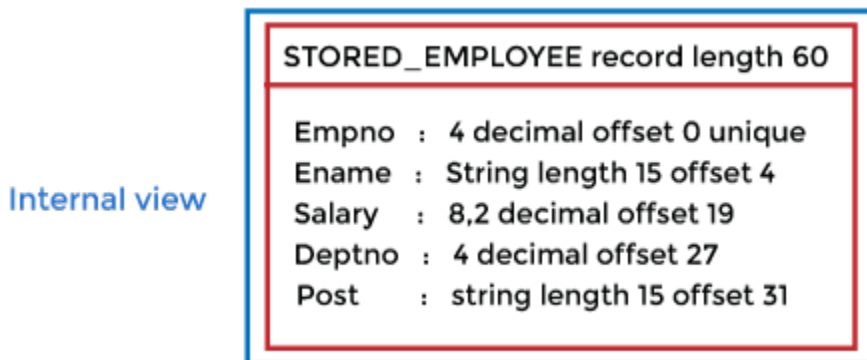 STORED_EMPLOYEE record length 60
Empno : 4 decimal offset 0 unique
Ename : String length 15 offset 4
Internal view
Salary : 8,2 decimal offset 19
Deptno : 4 decimal offset 27
Post : string length 15 offset 31